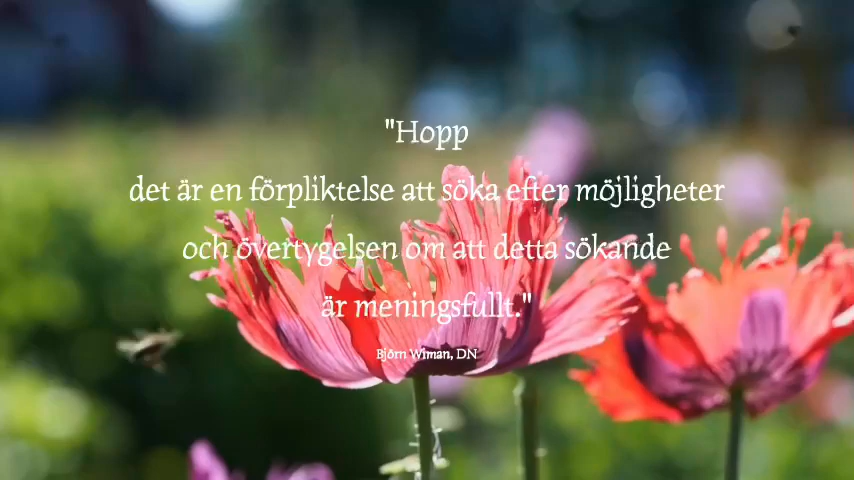 "Hopp
det är en förpliktelse att söka efter möjligheter
och övertygelsen om att detta sökande
är meningsfullt."
Björn Wiman, DN